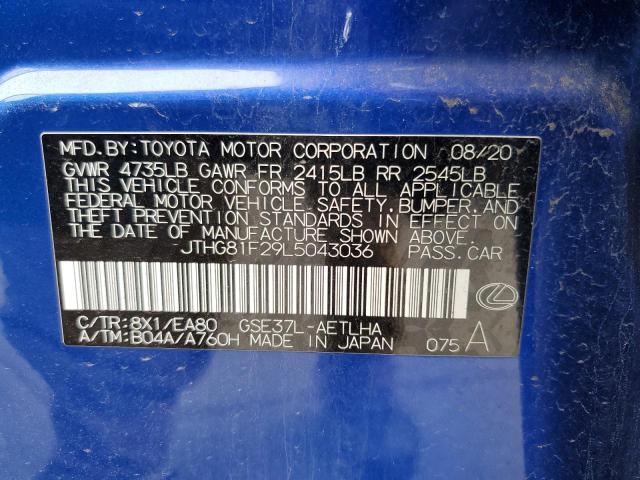 MFD.BY:TOYOTA MOTOR CORPORATION 08/20
GVWR 4735LB GAWR FR 2415LB RR 2545LB
THIS VEHICLE CONFORMS TO ALL APPLICABLE
FEDERAL MOTOR VEHICLE SAFETY,BUMPER,AND
THEFT PREVENTION STANDARDS IN EFFECT ON
THE DATE OF MANUFACTURE SHOWN ABOVE.
JTHG81F29L5043036 PASS.CAR
C/TR:8X1/EA80 GSE37L-AETLHA
A/TM:B04A/A760H MADE IN JAPAN 075 A